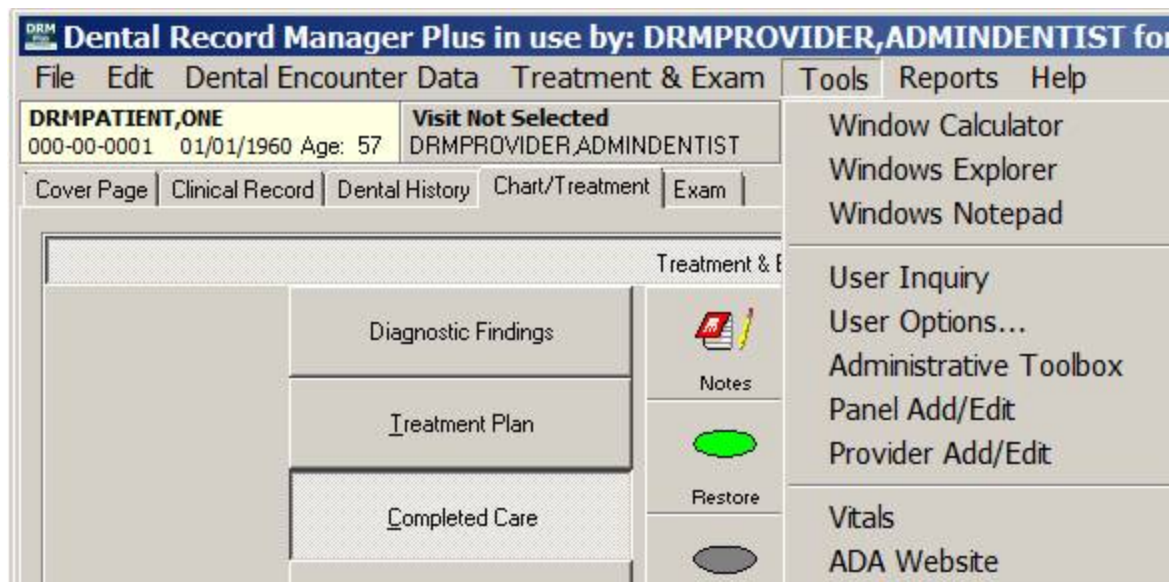 DRM Plus Dental Record Manager Plus in use by: DRMPROVIDER,ADMINDENTIST for
File Edit Dental Encounter Data Treatment & Exam Tools Reports Help
DRMPATIENT,ONE
000-00-0001 01/01/1960 Age: 57
Visit Not Selected
DRMPROVIDER,ADMINDENTIST
Cover Page Clinical Record Dental History Chart/Treatment Exam
Treatment & E
Diagnostic Findings
Treatment Plan
Completed Care
Notes
Restore
Window Calculator
Windows Explorer
Windows Notepad
User Inquiry
User Options...
Administrative Toolbox
Panel Add/Edit
Provider Add/Edit
Vitals
ADA Website